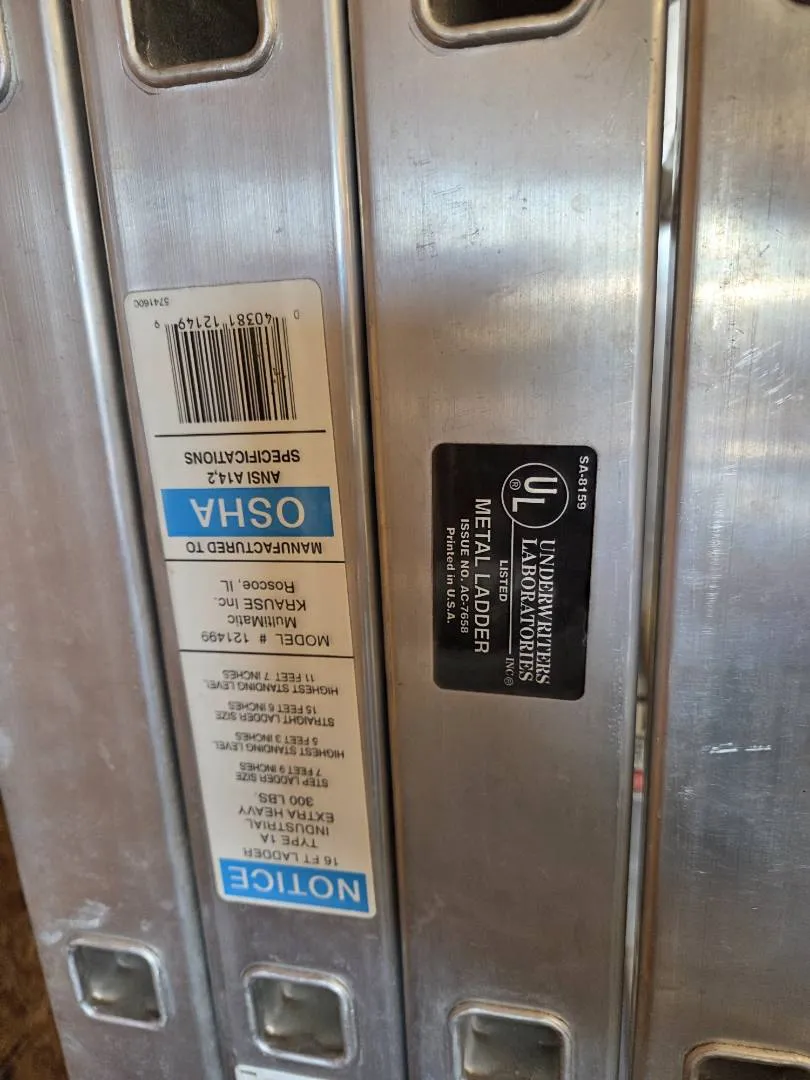 NOTICE
16 FT LADDER
TYPE 1A
INDUSTRIAL
EXTRA HEAVY
300 LBS.
STEP LADDER SIZE
7 FEET 9 INCHES
HIGHEST STANDING LEVEL
5 FEET 3 INCHES
STRAIGHT LADDER SIZE
15 FEET 6 INCHES
HIGHEST STANDING LEVEL
11 FEET 7 INCHES
MODEL # 121499
MultiMatic
KRAUSE Inc.
Roscoe, IL
MANUFACTURED TO
OSHA
ANSI A14,2
SPECIFICATIONS
0 40381 12149 9
574160C
SA-8159
UL ®
UNDERWRITERS
LABORATORIES INC®
LISTED
METAL LADDER
ISSUE NO. AC-7658
Printed in U.S.A.